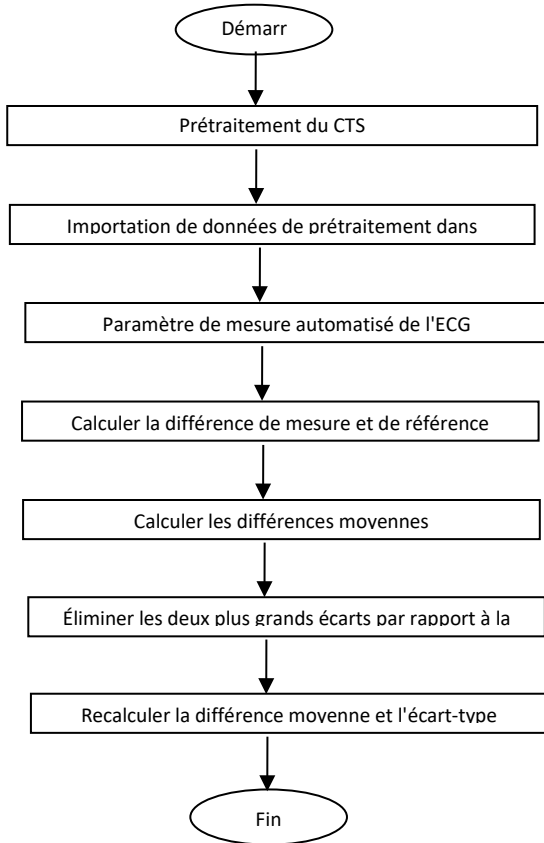 Démarr
Prétraitement du CTS
Importation de données de prétraitement dans
Paramètre de mesure automatisé de l'ECG
Calculer la différence de mesure et de référence
Calculer les différences moyennes
Éliminer les deux plus grands écarts par rapport à la
Recalculer la différence moyenne et l'écart-type
Fin